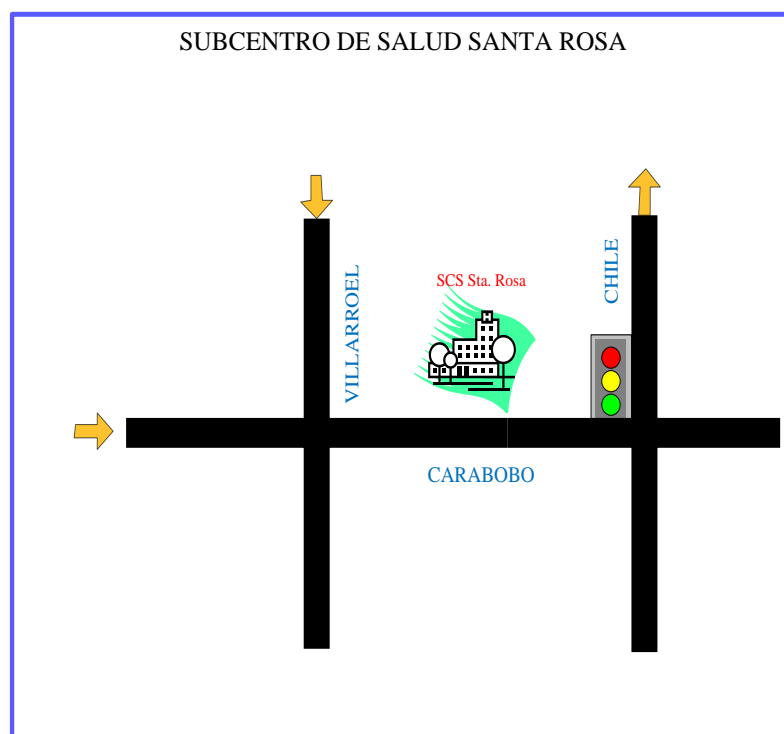 SUBCENTRO DE SALUD SANTA ROSA
VILLARROEL
SCS Sta. Rosa
CHILE
CARABOBO